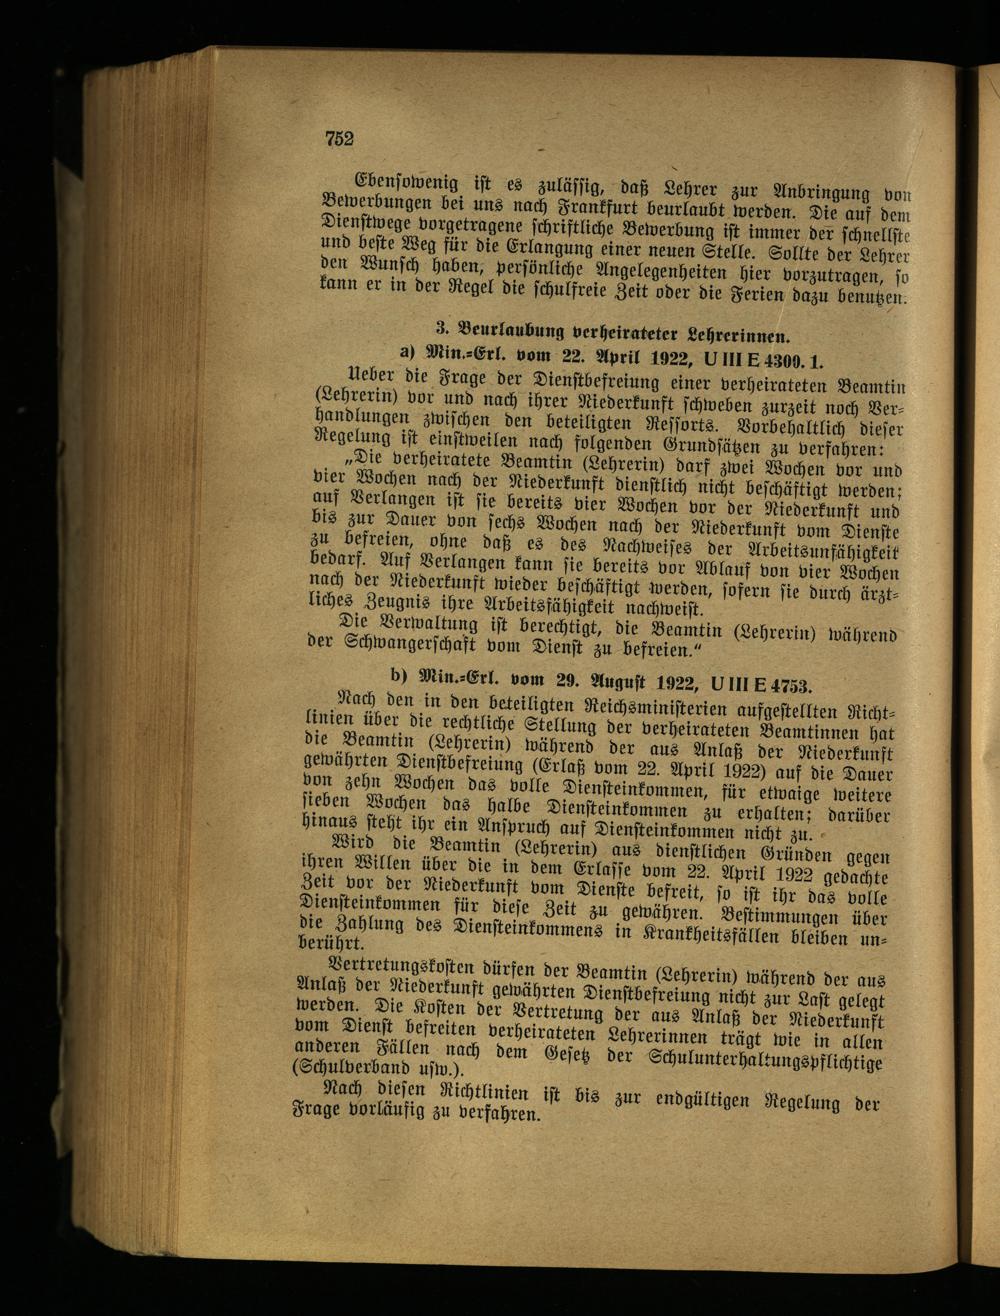 752
Ebensowenig ist es zulässig, daß Lehrer zur Anbringung von
Bewerbungen bei uns nach Frankfurt beurlaubt werden. Die auf dem
Dienstwege vorgetragene schriftliche Bewerbung ist immer der schnellste
und beste Weg für die Erlangung einer neuen Stelle. Sollte der Lehrer
den Wunsch haben, persönliche Angelegenheiten hier vorzutragen, so
kann er in der Regel die schulfreie Zeit oder die Ferien dazu benutzen.
3. Beurlaubung verheirateter Lehrerinnen.
a) Min.=Erl. vom 22. April 1922, U III E 4309. 1.
Ueber die Frage der Dienstbefreiung einer verheirateten Beamtin
(Lehrerin) vor und nach ihrer Niederkunft schweben zurzeit noch Ver=
handlungen zwischen den beteiligten Ressorts. Vorbehaltlich dieser
Regelung ist einstweilen nach folgenden Grundsätzen zu verfahren:
„Die verheiratete Beamtin (Lehrerin) darf zwei Wochen vor und
vier Wochen nach der Niederkunft dienstlich nicht beschäftigt werden;
auf Verlangen ist sie bereits vier Wochen vor der Niederkunft und
bis zur Dauer von sechs Wochen nach der Niederkunft vom Dienste
zu befreien, ohne daß es des Nachweises der Arbeitsunfähigkeit
bedarf. Auf Verlangen kann sie bereits vor Ablauf von vier Wochen
nach der Niederkunft wieder beschäftigt werden, sofern sie durch ärzt=
liches Zeugnis ihre Arbeitsfähigkeit nachweist.
Die Verwaltung ist berechtigt, die Beamtin (Lehrerin) während
der Schwangerschaft vom Dienst zu befreien.“
b) Min.=Erl. vom 29. August 1922, U III E 4753.
Nach den in den beteiligten Reichsministerien aufgestellten Richt=
linien über die rechtliche Stellung der verheirateten Beamtinnen hat
die Beamtin (Lehrerin) während der aus Anlaß der Niederkunft
gewährten Dienstbefreiung (Erlaß vom 22. April 1922) auf die Dauer
von zehn Wochen das volle Diensteinkommen, für etwaige weitere
sieben Wochen das halbe Diensteinkommen zu erhalten; darüber
hinaus steht ihr ein Anspruch auf Diensteinkommen nicht zu.
Wird die Beamtin (Lehrerin) aus dienstlichen Gründen gegen
ihren Willen über die in dem Erlasse vom 22. April 1922 gedachte
Zeit vor der Niederkunft vom Dienste befreit, so ist ihr das volle
Diensteinkommen für diese Zeit zu gewähren. Bestimmungen über
die Zahlung des Diensteinkommens in Krankheitsfällen bleiben un=
berührt.
Vertretungskosten dürfen der Beamtin (Lehrerin) während der aus
Anlaß der Niederkunft gewährten Dienstbefreiung nicht zur Last gelegt
werden. Die Kosten der Vertretung der aus Anlaß der Niederkunft
vom Dienst befreiten verheirateten Lehrerinnen trägt wie in allen
anderen Fällen nach dem Gesetz der Schulunterhaltungspflichtige
(Schulverband usw.).
Nach diesen Richtlinien ist bis zur endgültigen Regelung der
Frage vorläufig zu verfahren.